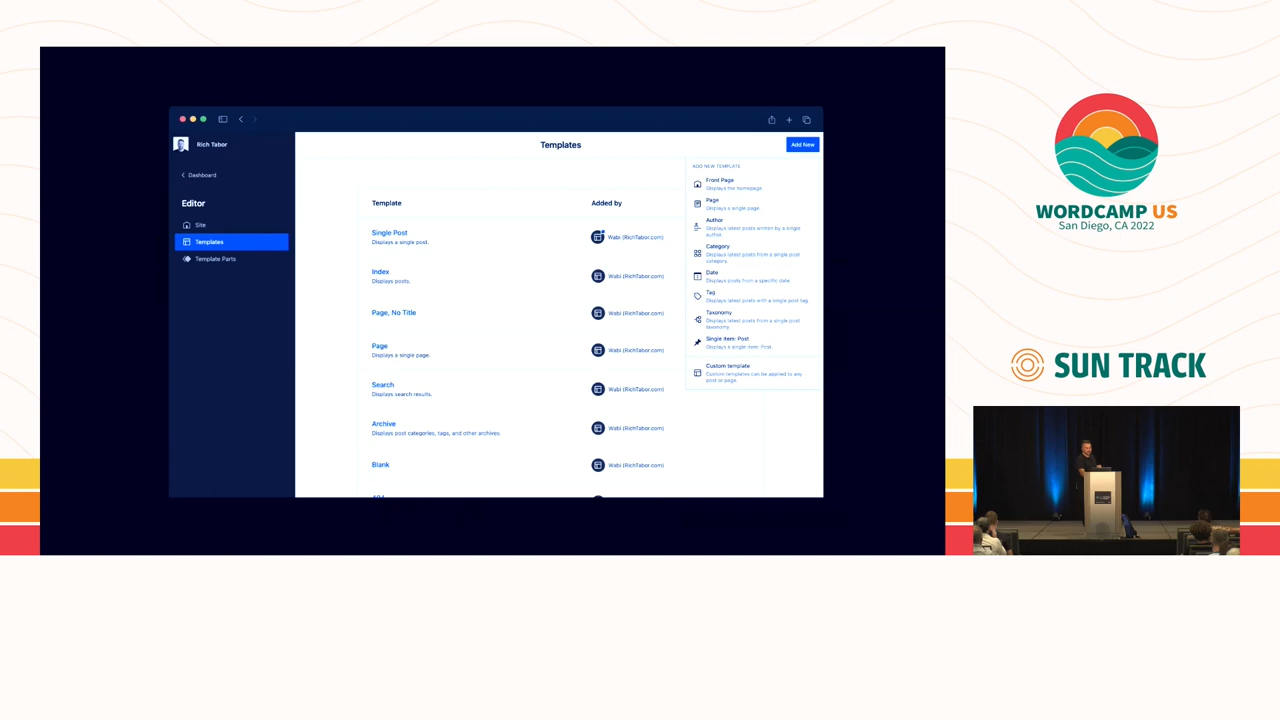 Rich Tabor
Dashboard
Editor
Site
Templates
Template Parts
Templates
Add New
Template
Added by
Single Post
Displays a single post.
Wabi (RichTabor.com)
Index
Displays posts.
Wabi (RichTabor.com)
Page, No Title
Wabi (RichTabor.com)
Page
Displays a single page.
Wabi (RichTabor.com)
Search
Displays search results.
Wabi (RichTabor.com)
Archive
Displays post categories, tags, and other archives.
Wabi (RichTabor.com)
Blank
Wabi (RichTabor.com)
ADD NEW TEMPLATE
Front Page
Displays the homepage.
Page
Displays a single page.
Author
Displays latest posts written by a single
author.
Category
Displays latest posts from a single post
category.
Date
Displays posts from a specific date.
Tag
Displays latest posts with a single post tag.
Taxonomy
Displays latest posts from a single post
taxonomy.
Single item: Post
Displays a single item: Post.
Custom template
Custom templates can be applied to any
post or page.
WORDCAMP US
San Diego, CA 2022
SUN TRACK